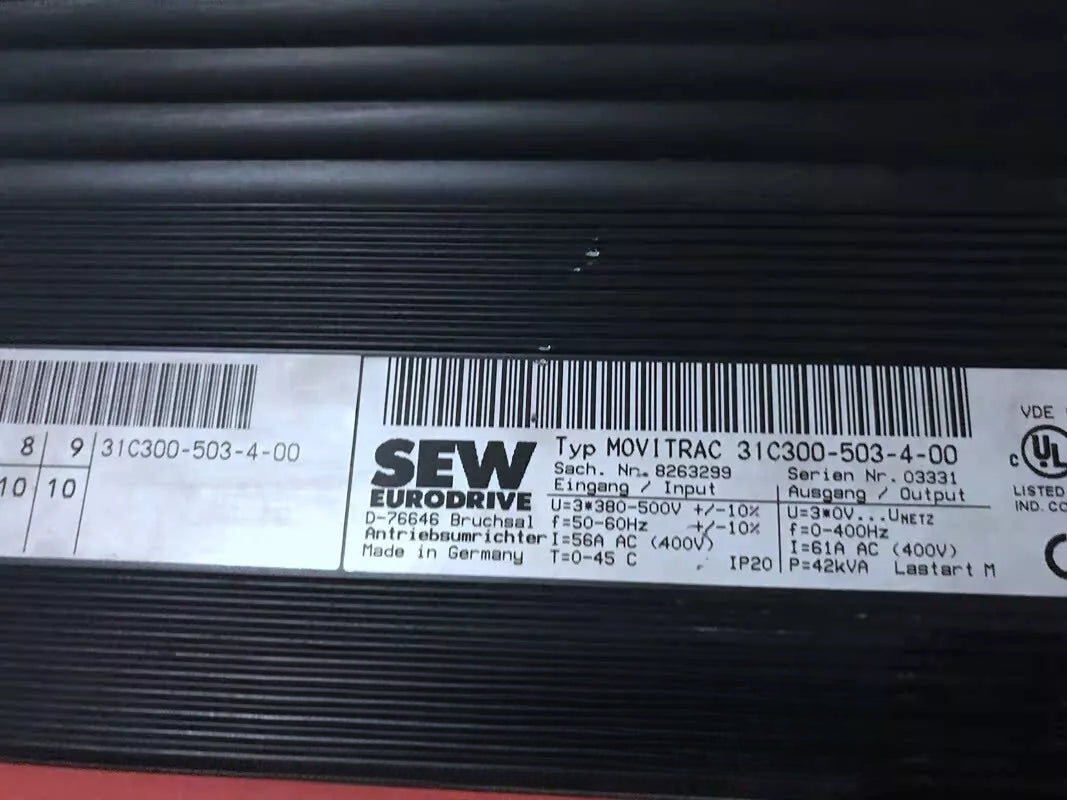 8 9 31C300-503-4-00
10 10
SEW
EURODRIVE
D-76646 Bruchsal
Antriebsumrichter
Made in Germany
Typ MOVITRAC 31C300-503-4-00
Sach. Nr. 8263299
Serien Nr. 03331
Eingang / Input
U=3*380-500V +/-10%
f=50-60Hz +/-10%
I=56A AC (400V)
T=0-45 C IP20
Ausgang / Output
U=3*0V...UNETZ
f=0-400Hz
I=61A AC (400V)
P=42kVA Lastart M
VDE
C UL
LISTED
IND.